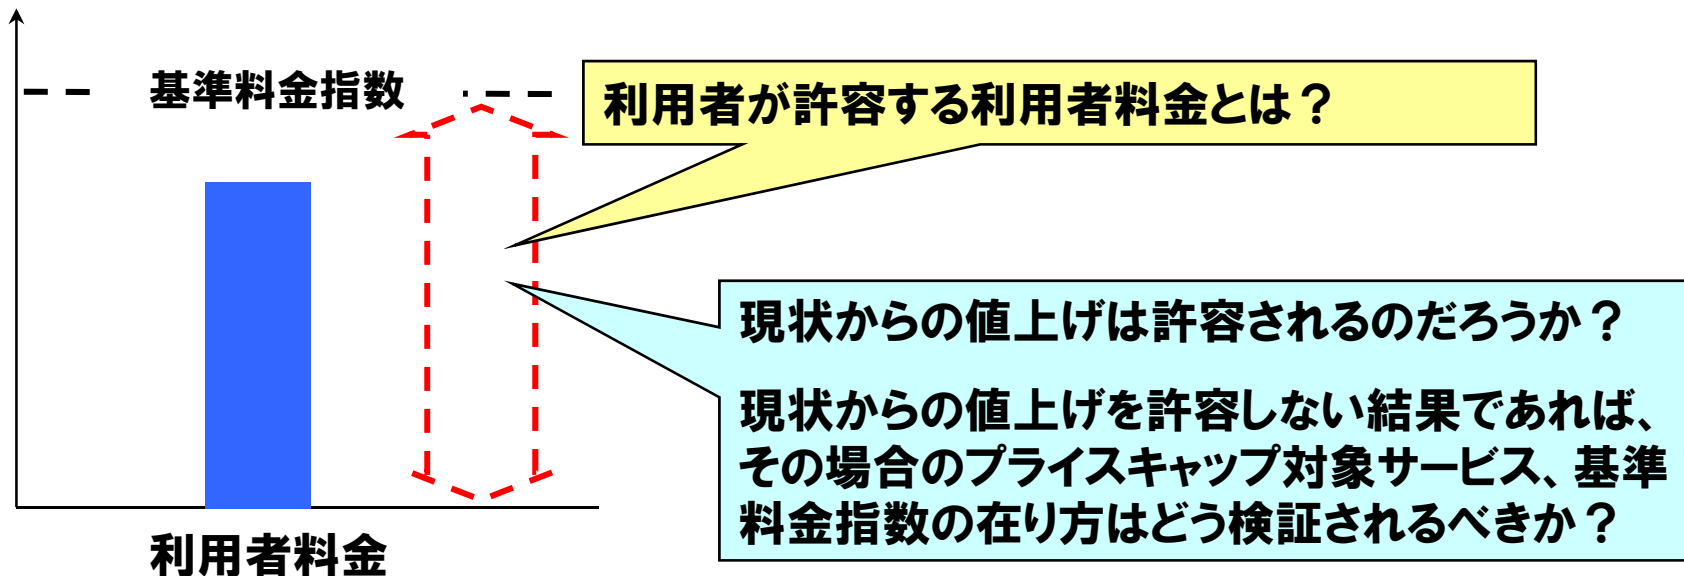 基準料金指数
利用者が許容する利用者料金とは？
現状からの値上げは許容されるのだろうか？
現状からの値上げを許容しない結果であれば、
その場合のプライスキャップ対象サービス、基準
料金指数の在り方はどう検証されるべきか？
利用者料金